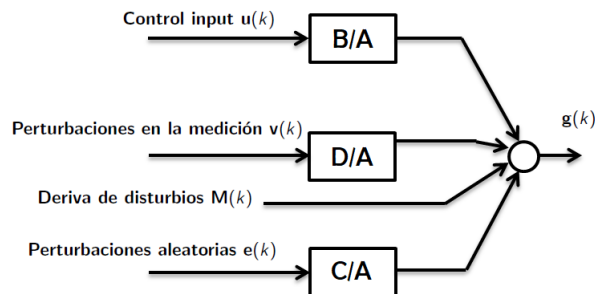 Control input u(k)
B/A
g(k)
Perturbaciones en la medición v(k)
D/A
Deriva de disturbios M(k)
Perturbaciones aleatorias e(k)
C/A